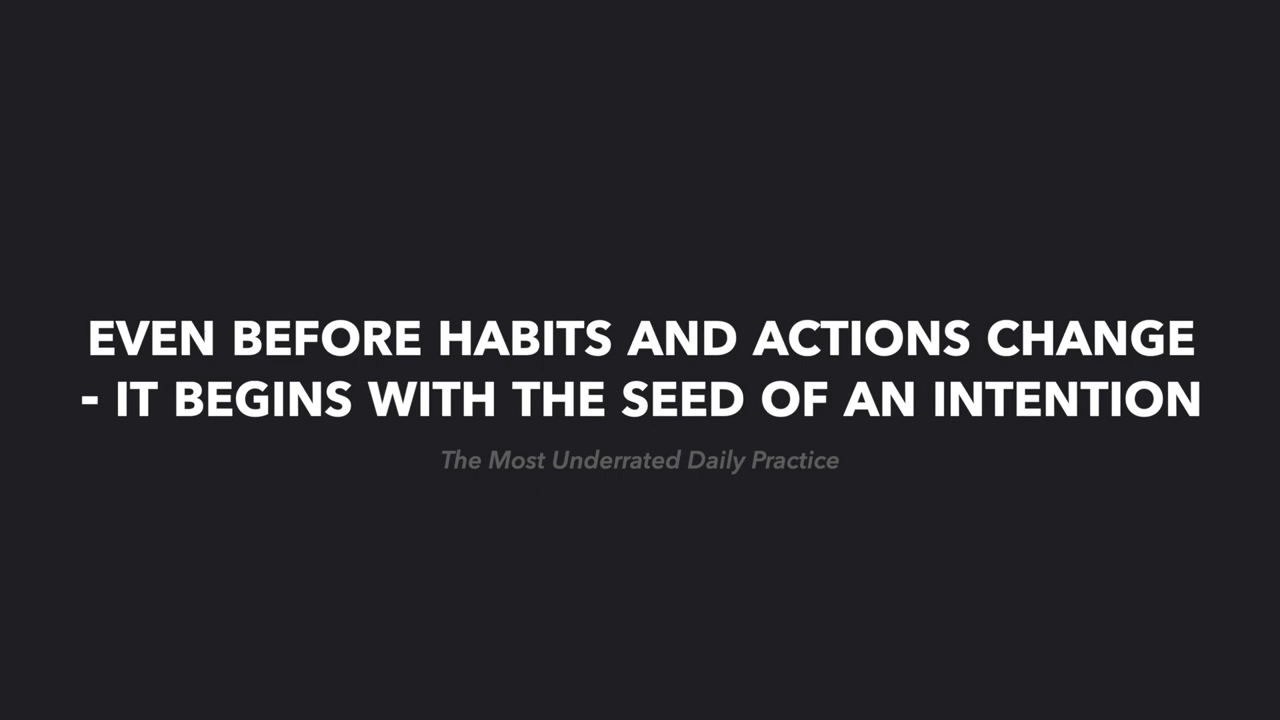 EVEN BEFORE HABITS AND ACTIONS CHANGE
- IT BEGINS WITH THE SEED OF AN INTENTION
The Most Underrated Daily Practice